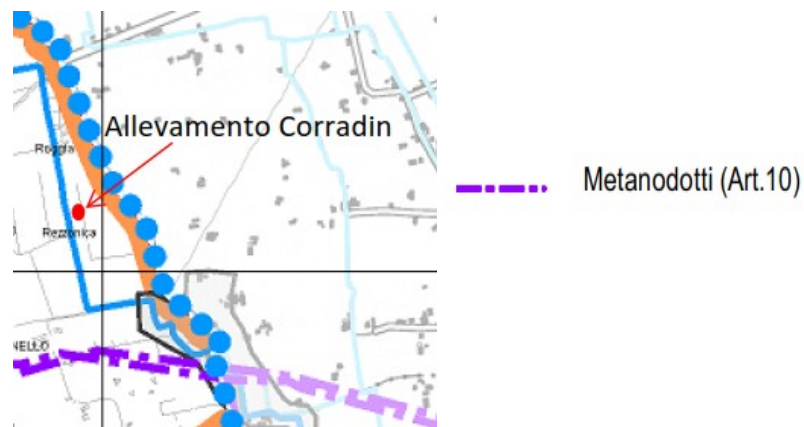 Allevamento Corradin
Roggia
Rezzonica
NELLO
Metanodotti (Art.10)